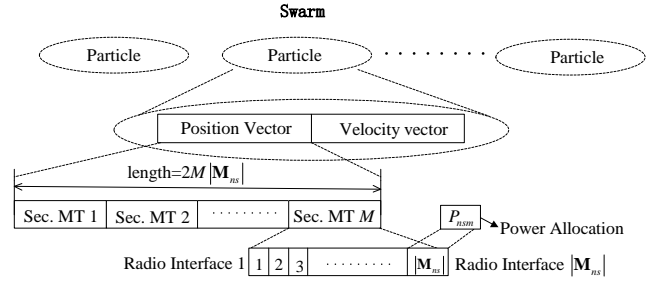 Swarm
Particle Particle . . . . . . . . Particle
Position Vector Velocity vector
length=2M|M_ns|
Sec. MT 1 Sec. MT 2 . . . . . . . . . Sec. MT M P_nsm
Power Allocation
Radio Interface 1 1 2 3 . . . . . . . . . |M_ns| Radio Interface |M_ns|